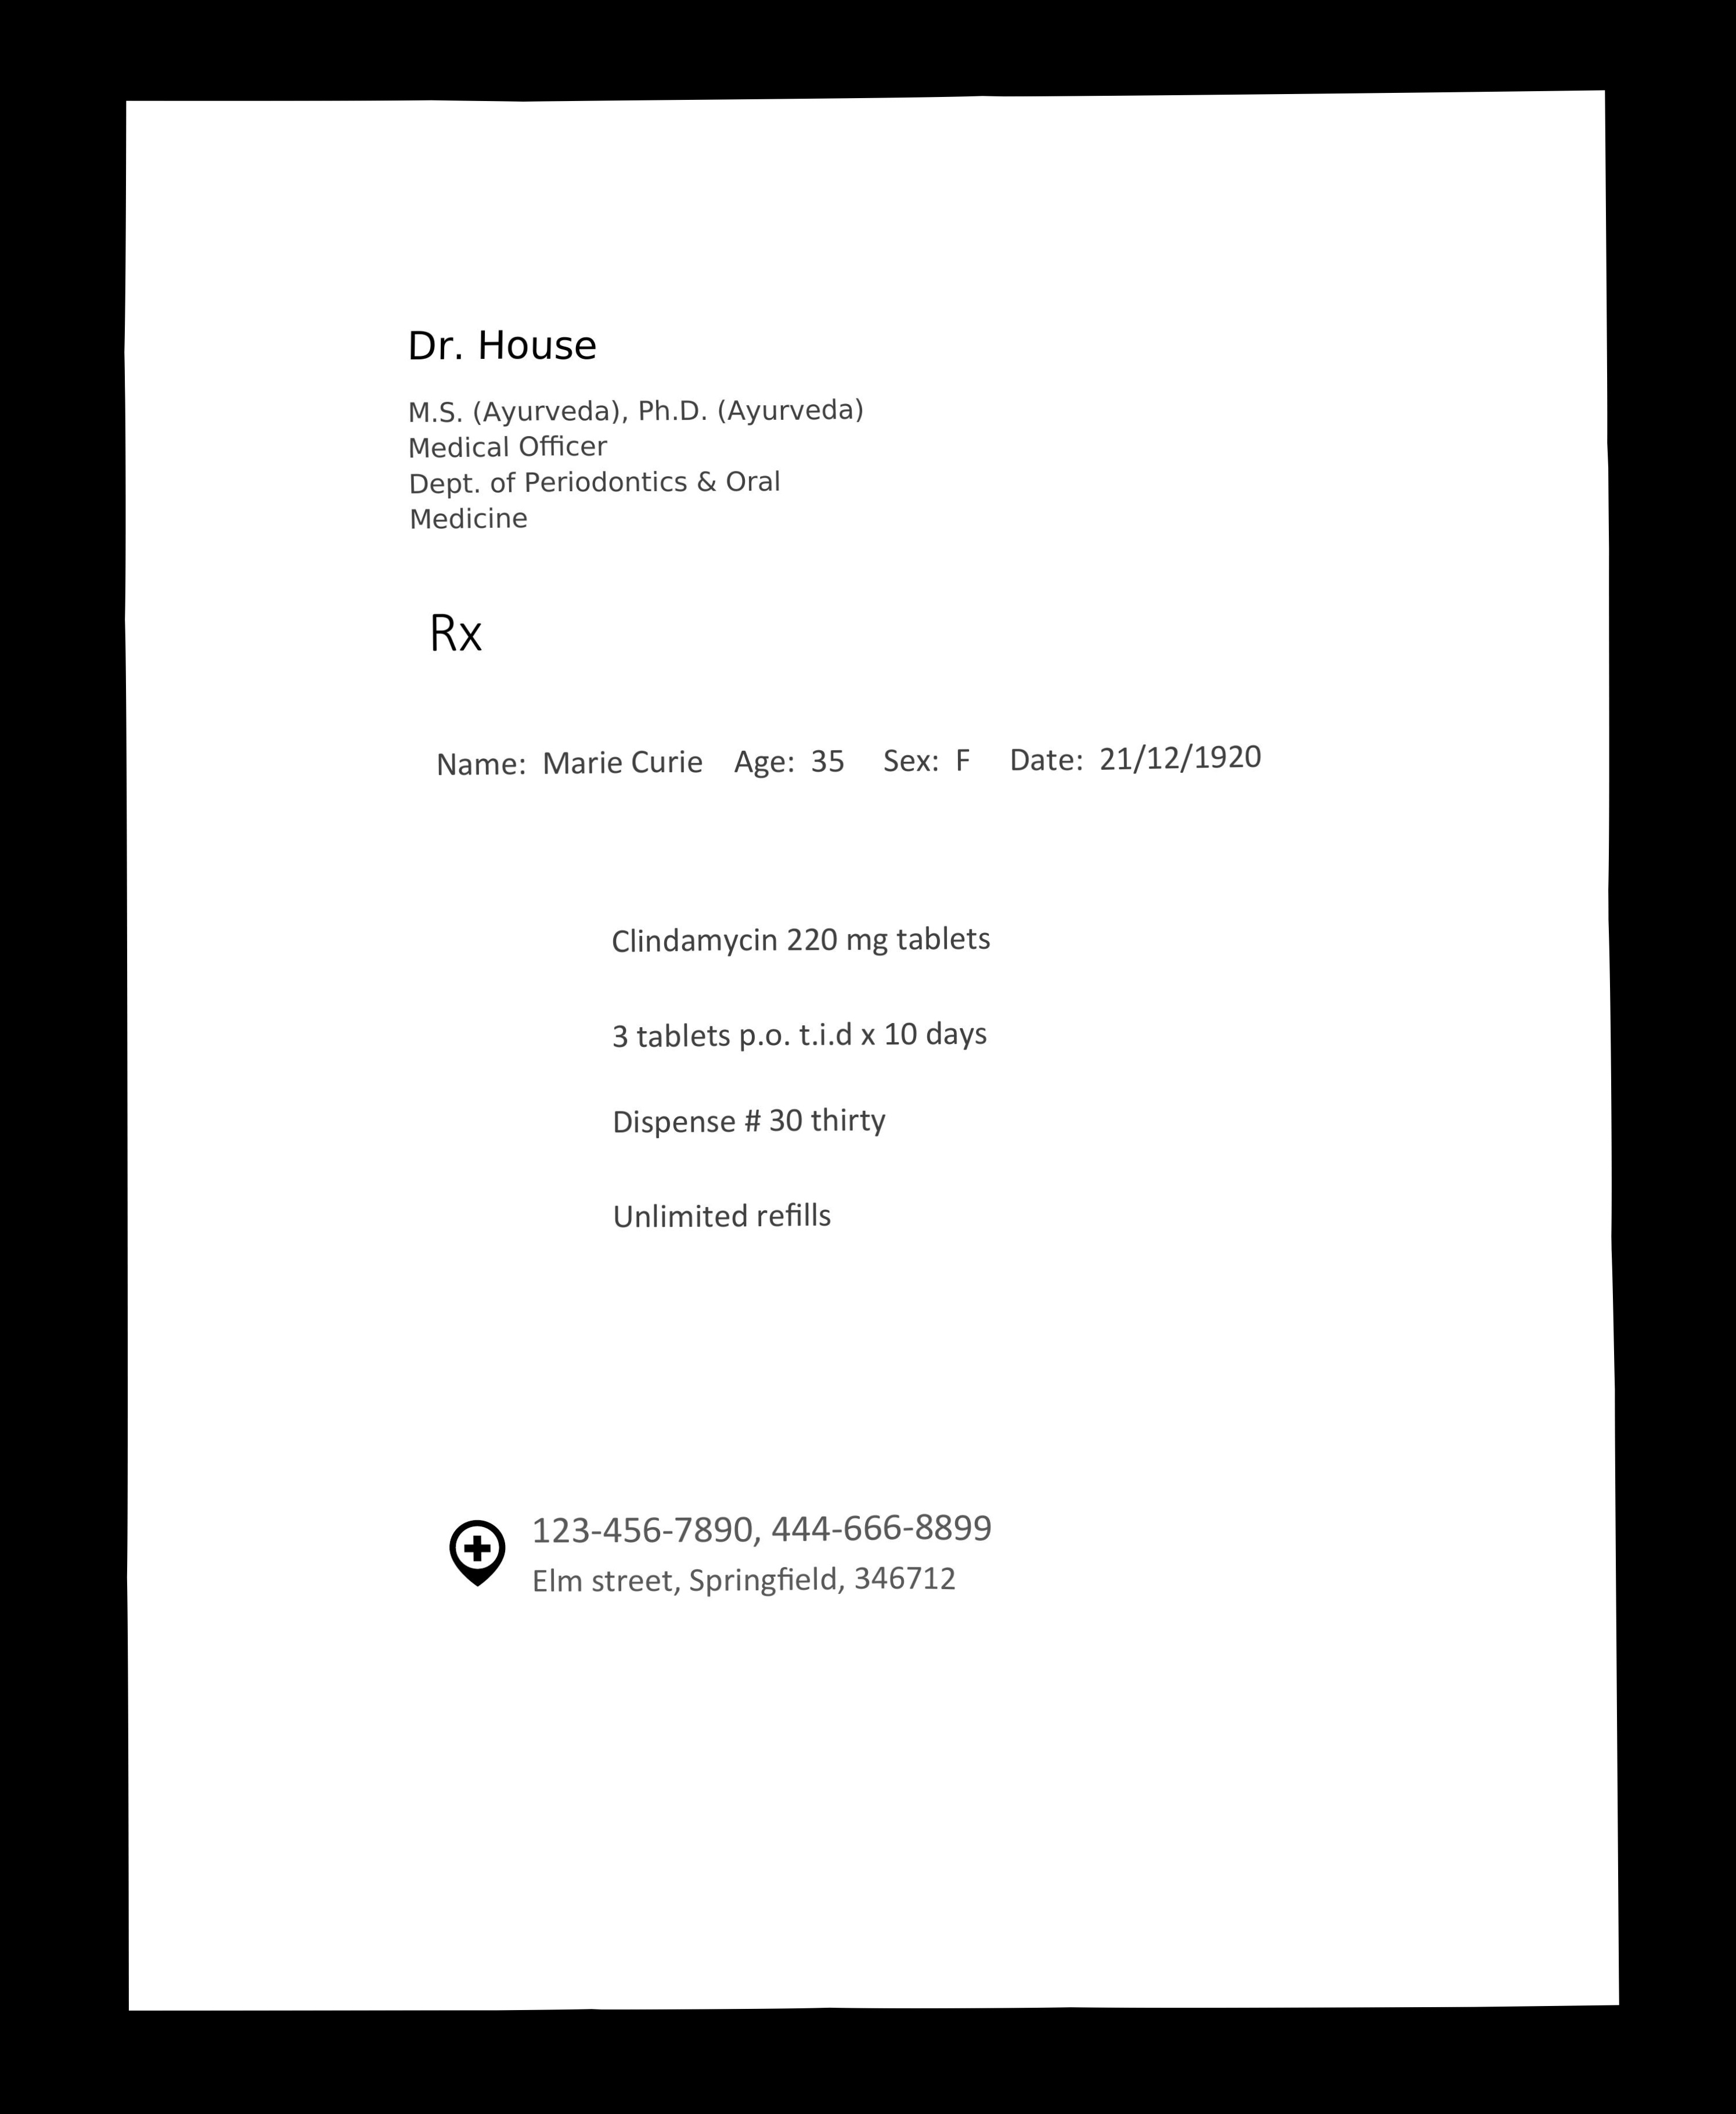 Dr. House
M.S. (Ayurveda), Ph.D. (Ayurveda)
Medical Officer
Dept. of Periodontics & Oral
Medicine
Rx
Name: Marie Curie Age: 35 Sex: F Date: 21/12/1920
Clindamycin 220 mg tablets
3 tablets p.o. t.i.d x 10 days
Dispense # 30 thirty
Unlimited refills
123-456-7890, 444-666-8899
Elm street, Springfield, 346712